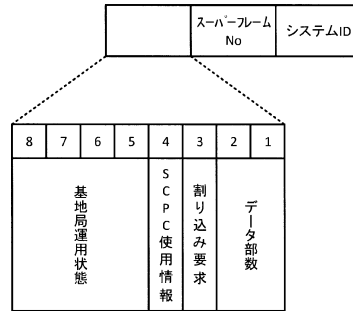 スーパーフレーム
No
システムID
8 7 6 5 4 3 2 1
基地局運用状態
SCPC使用情報
割り込み要求
データ部数